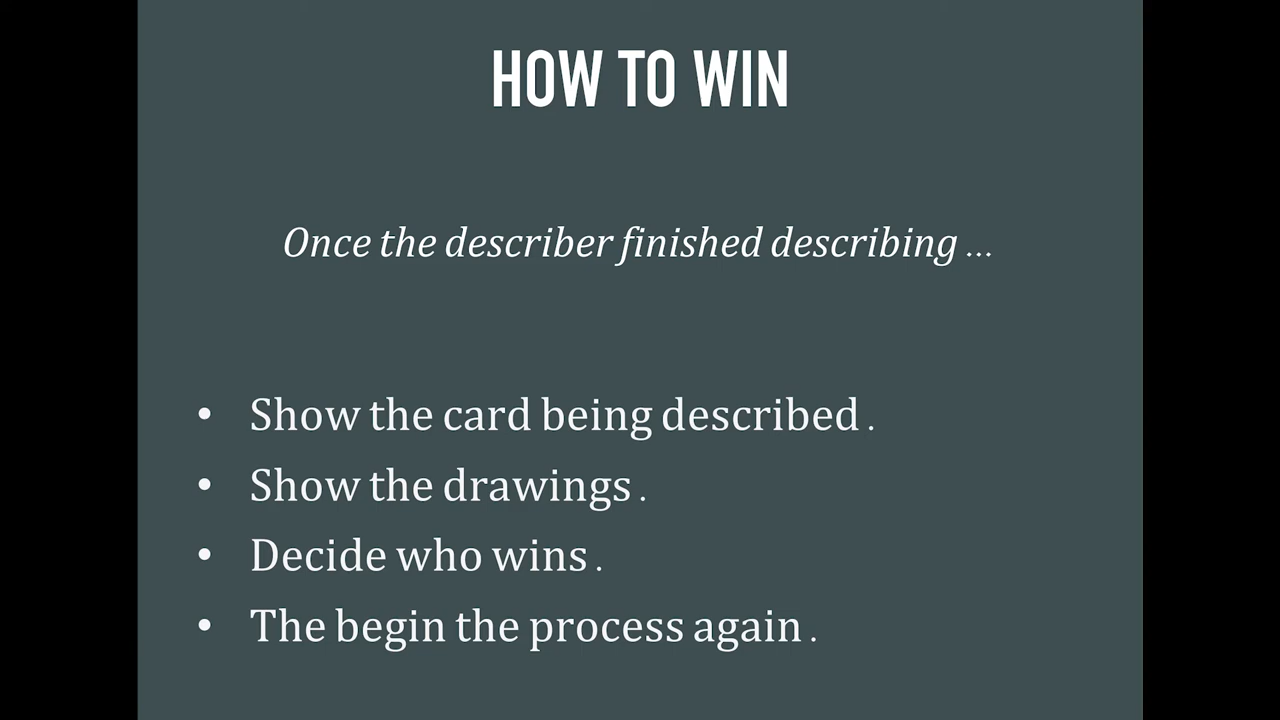 HOW TO WIN
Once the describer finished describing ...
• Show the card being described .
• Show the drawings .
• Decide who wins .
• The begin the process again .